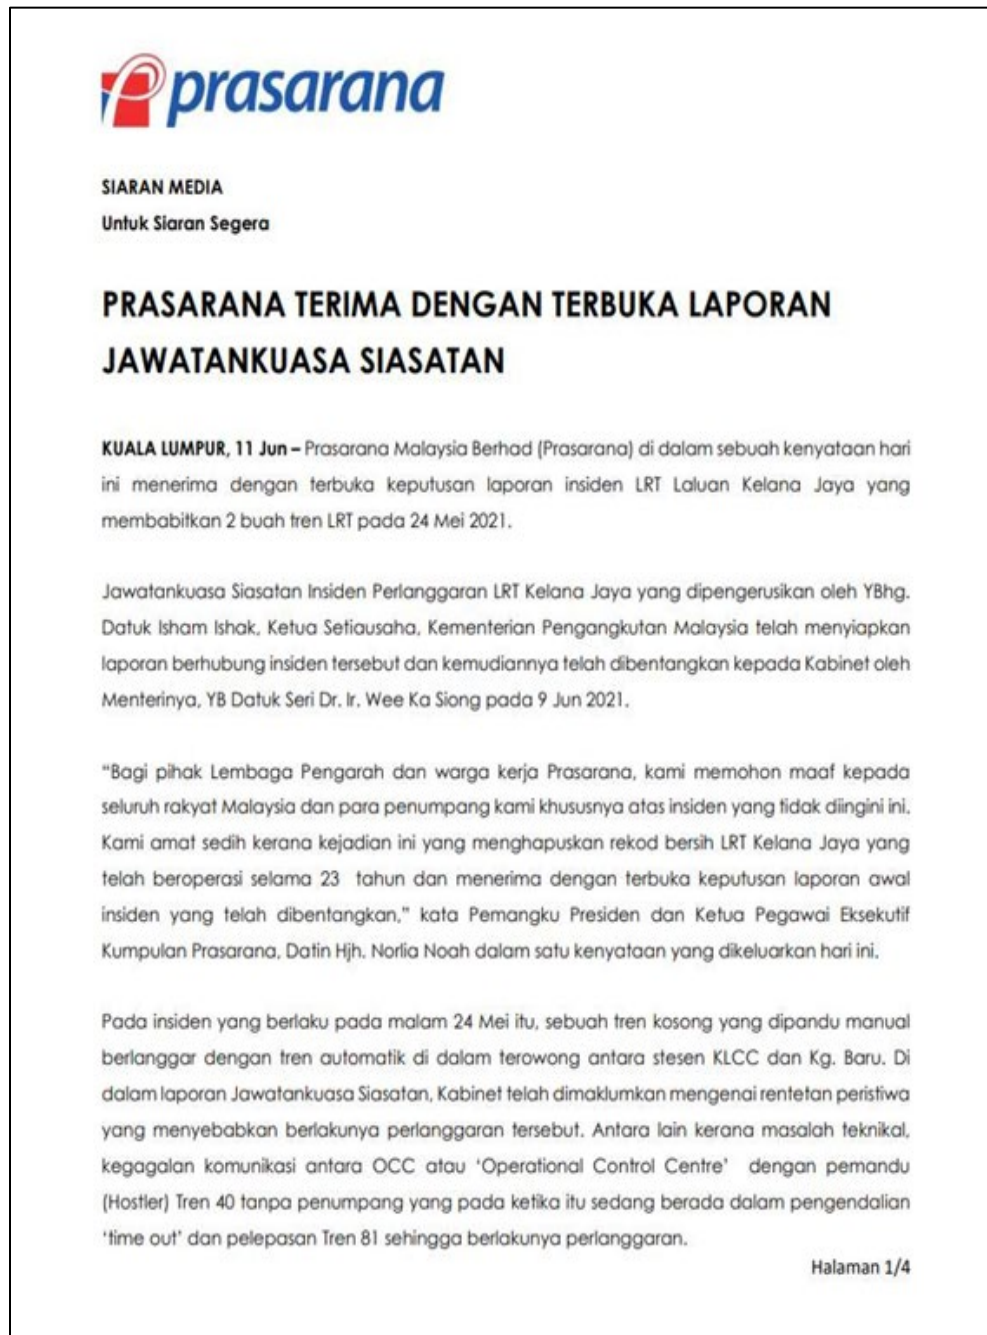 prasarana
SIARAN MEDIA
Untuk Siaran Segera
PRASARANA TERIMA DENGAN TERBUKA LAPORAN
JAWATANKUASA SIASATAN
KUALA LUMPUR, 11 Jun – Prasarana Malaysia Berhad (Prasarana) di dalam sebuah kenyataan hari
ini menerima dengan terbuka keputusan laporan insiden LRT Laluan Kelana Jaya yang
membabitkan 2 buah tren LRT pada 24 Mei 2021.
Jawatankuasa Siasatan Insiden Perlanggaran LRT Kelana Jaya yang dipengerusikan oleh YBhg.
Datuk Isham Ishak, Ketua Setiausaha, Kementerian Pengangkutan Malaysia telah menyiapkan
laporan berhubung insiden tersebut dan kemudiannya telah dibentangkan kepada Kabinet oleh
Menterinya, YB Datuk Seri Dr. Ir. Wee Ka Siong pada 9 Jun 2021.
“Bagi pihak Lembaga Pengarah dan warga kerja Prasarana, kami memohon maaf kepada
seluruh rakyat Malaysia dan para penumpang kami khususnya atas insiden yang tidak diingini ini.
Kami amat sedih kerana kejadian ini yang menghapuskan rekod bersih LRT Kelana Jaya yang
telah beroperasi selama 23 tahun dan menerima dengan terbuka keputusan laporan awal
insiden yang telah dibentangkan,” kata Pemangku Presiden dan Ketua Pegawai Eksekutif
Kumpulan Prasarana, Datin Hjh. Norlia Noah dalam satu kenyataan yang dikeluarkan hari ini.
Pada insiden yang berlaku pada malam 24 Mei itu, sebuah tren kosong yang dipandu manual
berlanggar dengan tren automatik di dalam terowong antara stesen KLCC dan Kg. Baru. Di
dalam laporan Jawatankuasa Siasatan, Kabinet telah dimaklumkan mengenai rentetan peristiwa
yang menyebabkan berlakunya perlanggaran tersebut. Antara lain kerana masalah teknikal,
kegagalan komunikasi antara OCC atau ‘Operational Control Centre’ dengan pemandu
(Hostler) Tren 40 tanpa penumpang yang pada ketika itu sedang berada dalam pengendalian
‘time out’ dan pelepasan Tren 81 sehingga berlakunya perlanggaran.
Halaman 1/4